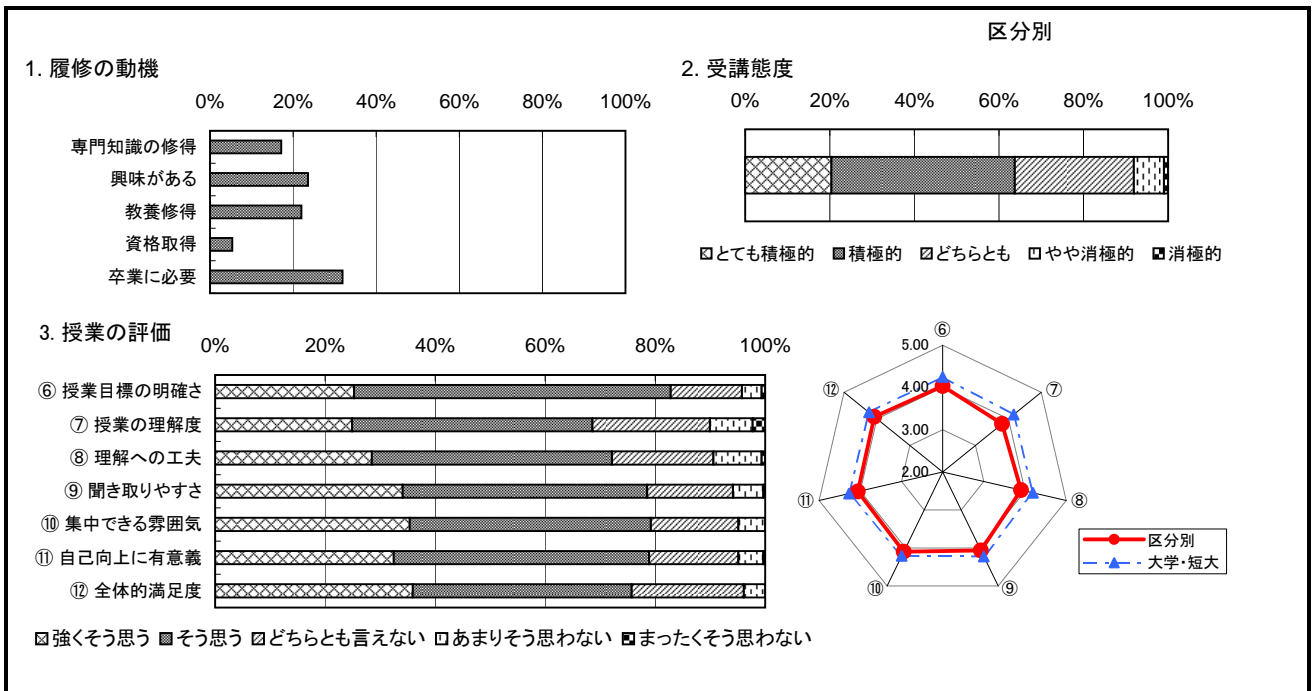 区分別
1. 履修の動機
0% 20% 40% 60% 80% 100%
専門知識の修得
興味がある
教養修得
資格取得
卒業に必要
2. 受講態度
0% 20% 40% 60% 80% 100%
とても積極的 積極的 どちらとも やや消極的 消極的
3. 授業の評価
0% 20% 40% 60% 80% 100%
⑥ 授業目標の明確さ
⑦ 授業の理解度
⑧ 理解への工夫
⑨ 聞き取りやすさ
⑩ 集中できる雰囲気
⑪ 自己向上に有意義
⑫ 全体的満足度
強くそう思う そう思う どちらとも言えない あまりそう思わない まったくそう思わない
⑥
5.00
⑫ 4.00 ⑦
3.00
2.00
⑪ ⑧
⑩ ⑨
区分別
大学・短大